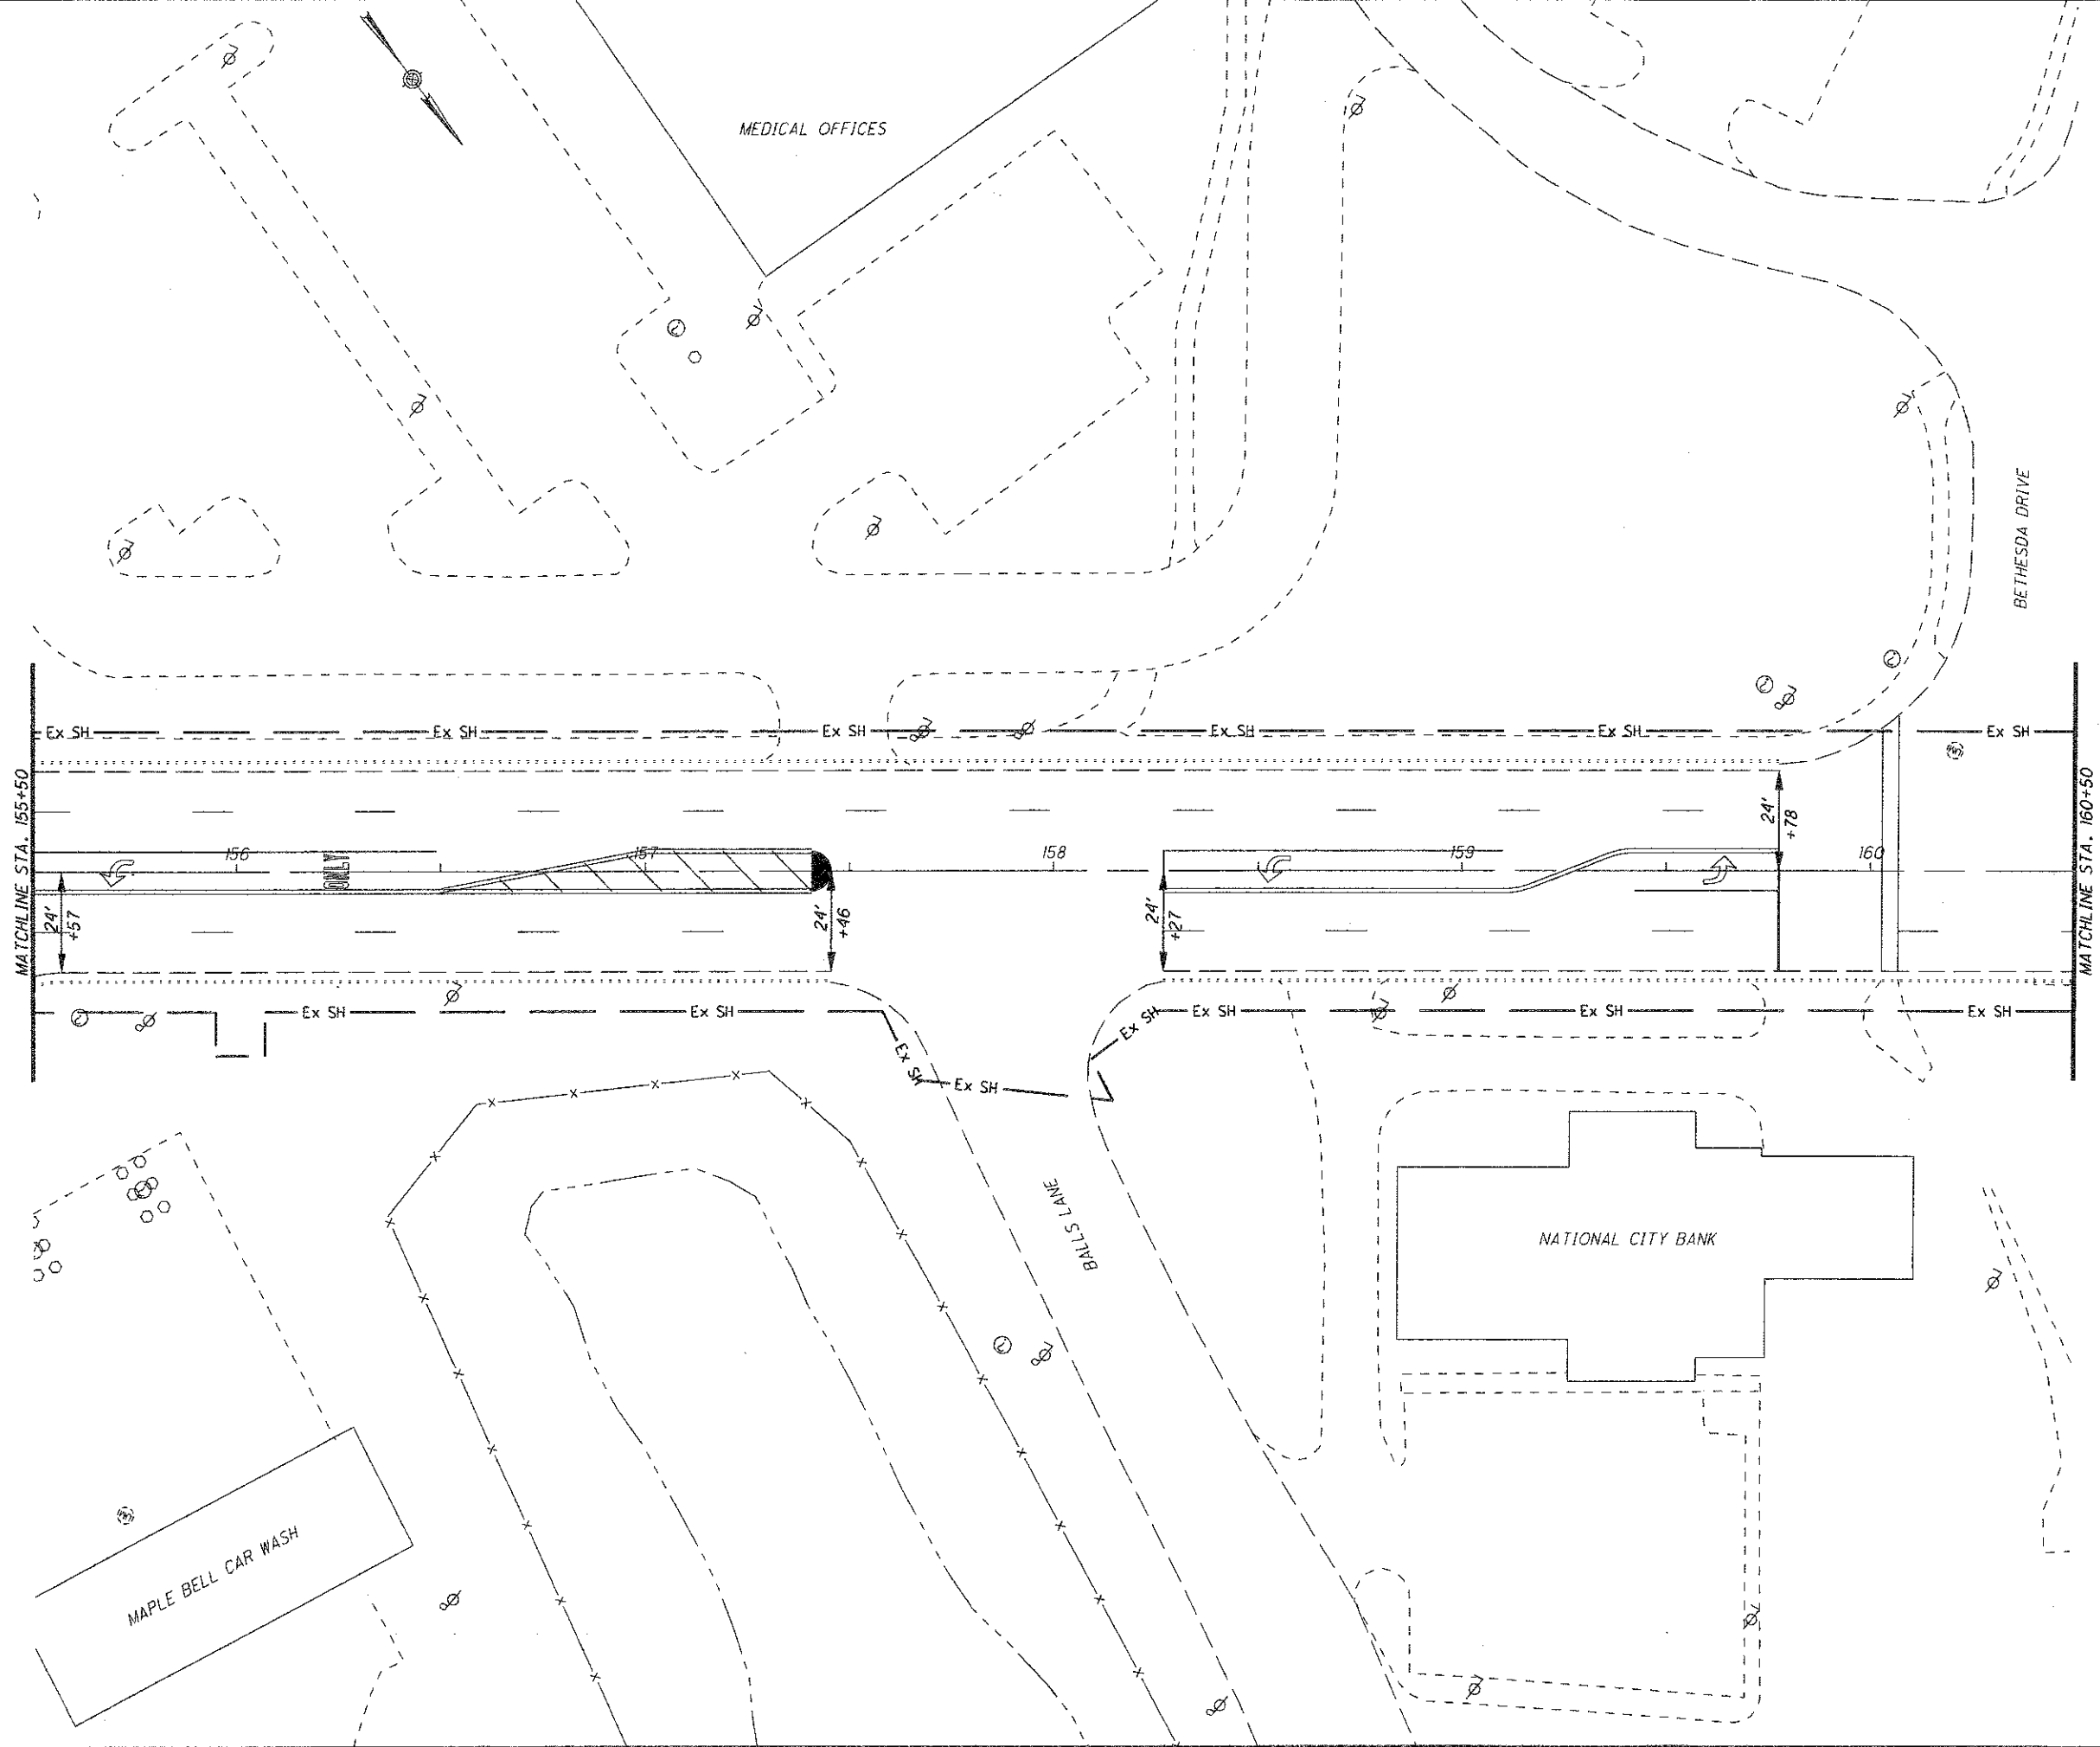 MEDICAL OFFICES
BETHESDA DRIVE
Ex SH Ex SH Ex SH Ex SH Ex SH Ex SH
MATCHLINE STA. 155+50
MATCHLINE STA. 160+50
24'
+78
156 157 158 159 160
ONLY
24'
+57
24'
+46
24'
+27
Ex SH Ex SH Ex SH Ex SH Ex SH
Ex SH
Ex SH
Ex SH
BALLS LANE
NATIONAL CITY BANK
MAPLE BELL CAR WASH